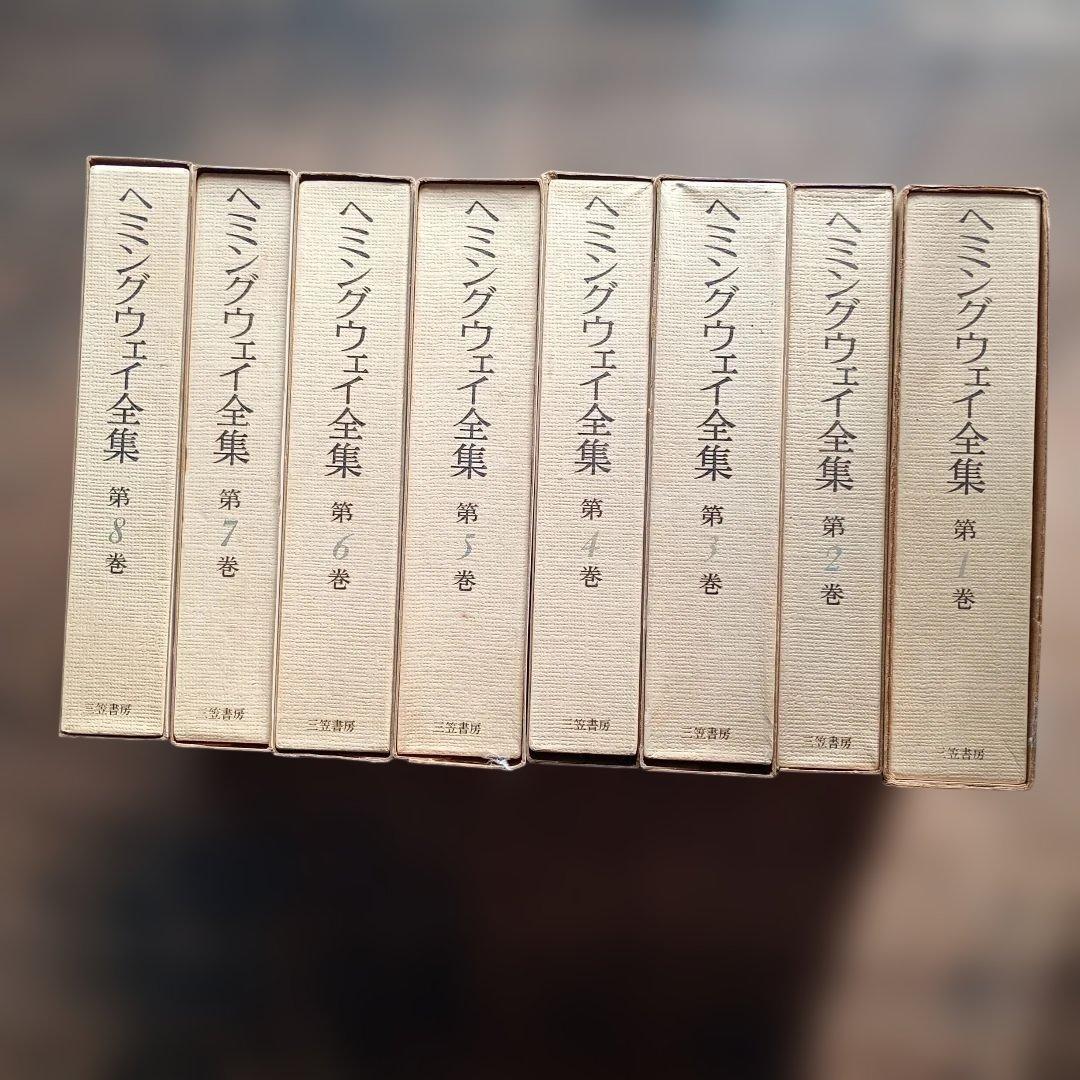 ヘミングウェイ全集 第8巻
三笠書房
ヘミングウェイ全集 第7巻
三笠書房
ヘミングウェイ全集 第6巻
三笠書房
ヘミングウェイ全集 第5巻
三笠書房
ヘミングウェイ全集 第4巻
三笠書房
ヘミングウェイ全集 第3巻
三笠書房
ヘミングウェイ全集 第2巻
三笠書房
ヘミングウェイ全集 第1巻
三笠書房